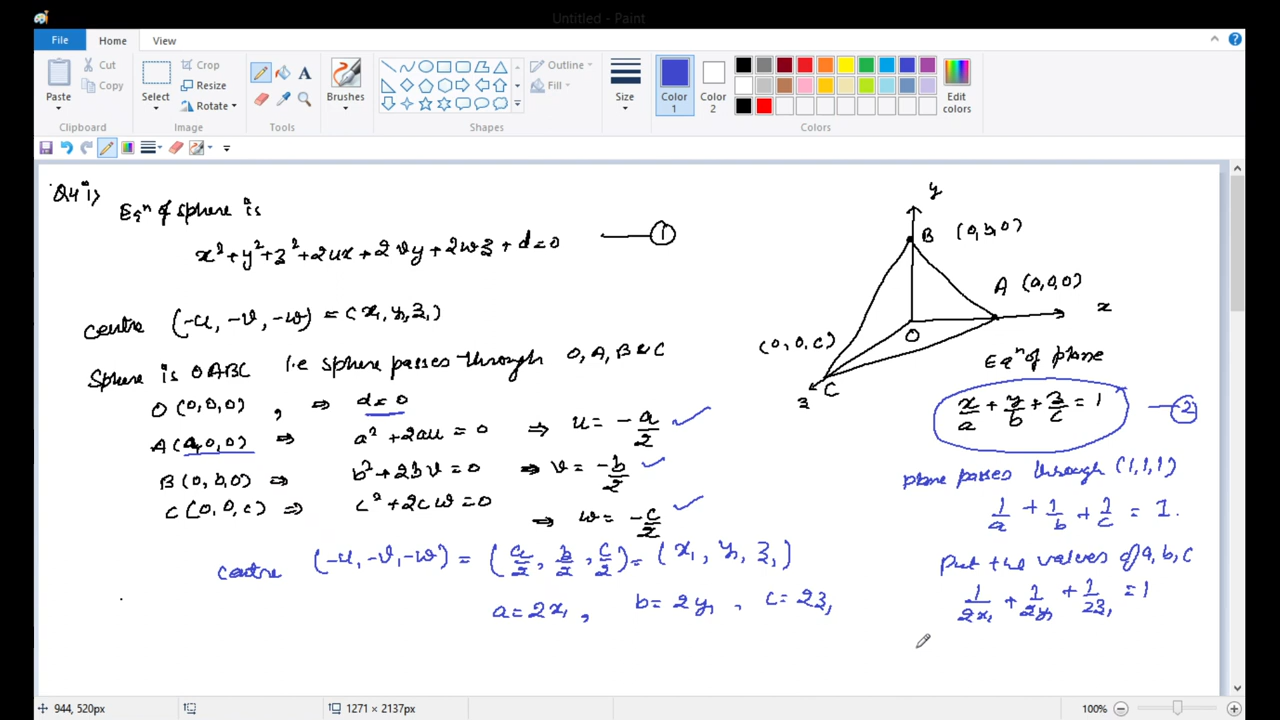 Untitled - Paint
File Home View
Cut
Copy
Paste
Clipboard
Crop
Resize
Rotate
Select
Image
Tools
Brushes
Outline
Fill
Shapes
Size
Color 1
Color 2
Edit colors
Colors
Q4 i)
Eqⁿ of sphere is
x² + y² + z² + 2ux + 2vy + 2wz + d = 0 — ①
centre (-u, -v, -w) = (x₁, y₁, z₁)
Sphere is OABC i.e sphere passes through O, A, B & C
O (0,0,0) , ⇒ d = 0
A (a,0,0) ⇒ a² + 2au = 0 ⇒ u = -a/2 ✓
B (0, b, 0) ⇒ b² + 2bv = 0 ⇒ v = -b/2 ✓
C (0, 0, c) ⇒ c² + 2cw = 0 ⇒ w = -c/2 ✓
centre (-u, -v, -w) = (a/2, b/2, c/2) = (x₁, y₁, z₁)
a = 2x₁ , b = 2y₁ , c = 2z₁
y
B (0, b, 0)
A (a,0,0)
x
O
(0, 0, c)
C
z
Eqⁿ of plane
x/a + y/b + z/c = 1 — ②
plane passes through (1,1,1)
1/a + 1/b + 1/c = 1.
Put the values of a, b, c
1/2x₁ + 1/2y₁ + 1/2z₁ = 1
944, 520px
1271 × 2137px
100%